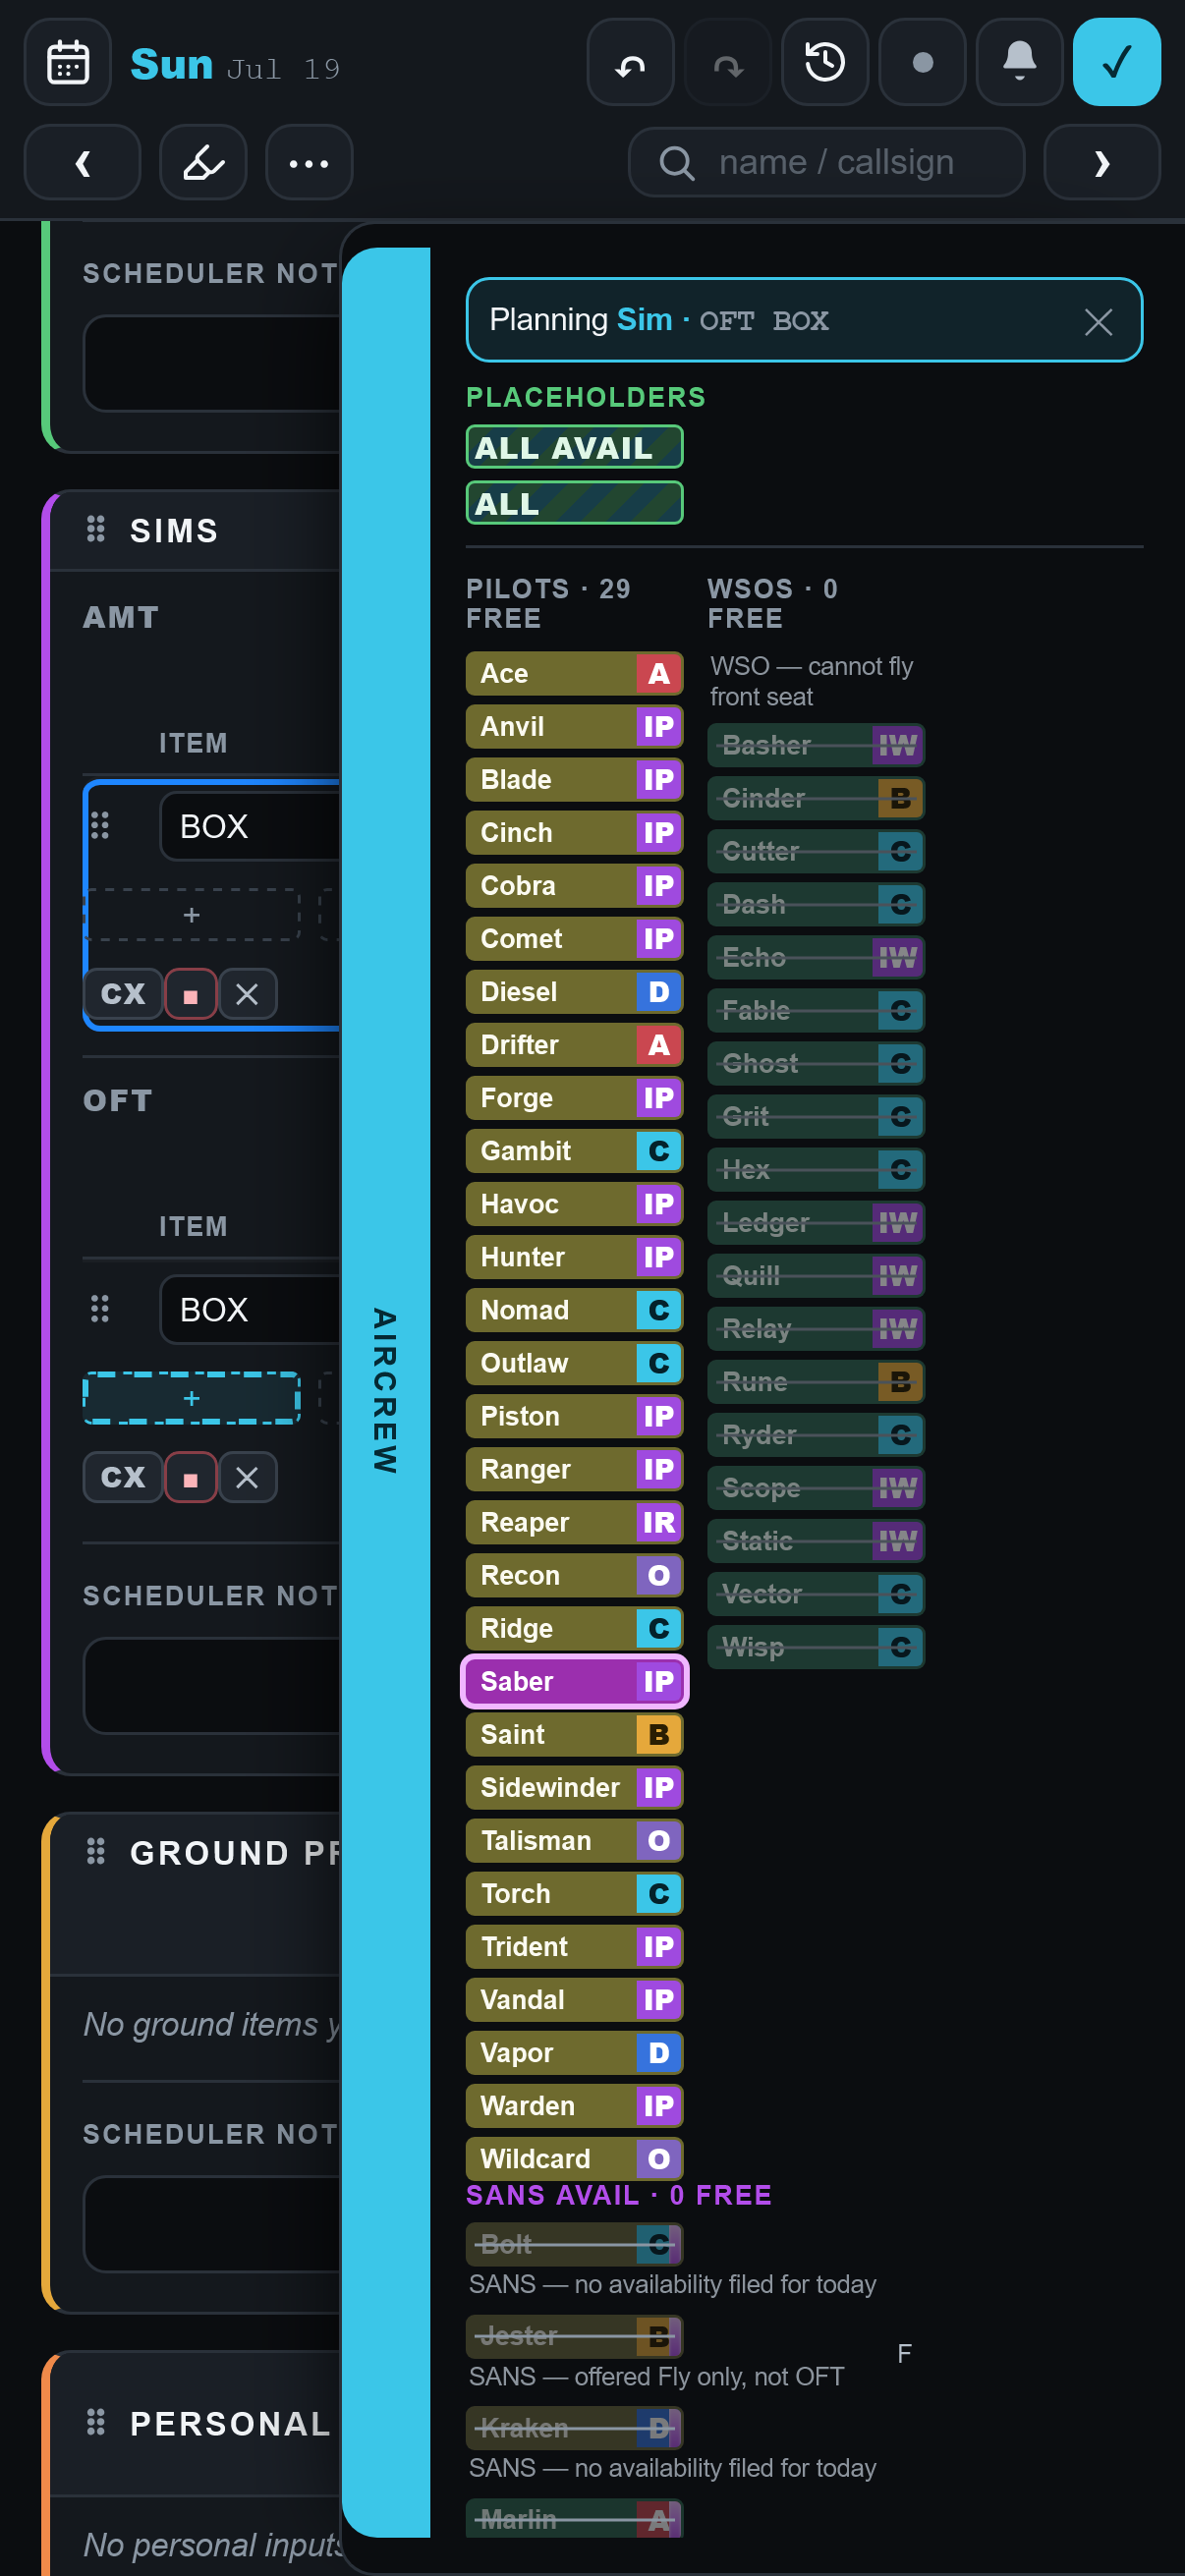 Sun Jul 19
name / callsign
SCHEDULER NOT
SIMS
AMT
ITEM
BOX
+
CX
OFT
ITEM
BOX
+
CX
SCHEDULER NOT
GROUND PR
No ground items y
SCHEDULER NOT
PERSONAL
No personal inputs
AIRCREW
Planning Sim · OFT BOX
PLACEHOLDERS
ALL AVAIL
ALL
PILOTS · 29
FREE
Ace A
Anvil IP
Blade IP
Cinch IP
Cobra IP
Comet IP
Diesel D
Drifter A
Forge IP
Gambit C
Havoc IP
Hunter IP
Nomad C
Outlaw C
Piston IP
Ranger IP
Reaper IR
Recon O
Ridge C
Saber IP
Saint B
Sidewinder IP
Talisman O
Torch C
Trident IP
Vandal IP
Vapor D
Warden IP
Wildcard O
WSOS · 0
FREE
WSO — cannot fly
front seat
Basher IW
Cinder B
Cutter C
Dash C
Echo IW
Fable C
Ghost C
Grit C
Hex C
Ledger IW
Quill IW
Relay IW
Rune B
Ryder C
Scope IW
Static IW
Vector C
Wisp C
SANS AVAIL · 0 FREE
Bolt C
SANS — no availability filed for today
Jester B
F
SANS — offered Fly only, not OFT
Kraken D
SANS — no availability filed for today
Marlin A